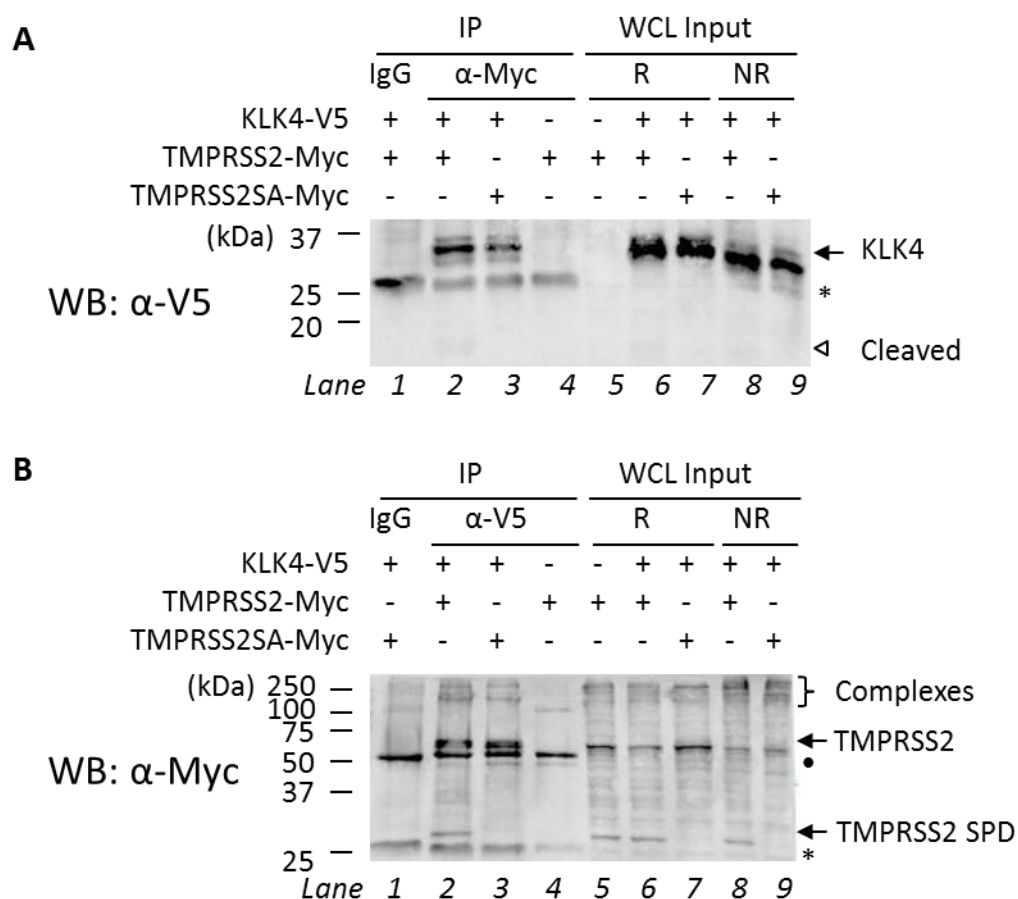 A
IP WCL Input
IgG α-Myc R NR
KLK4-V5 + + + - - + + + +
TMPRSS2-Myc + + - + + + - + -
TMPRSS2SA-Myc - - + - - - + - +
(kDa) 37
KLK4
WB: α-V5
25
*
20
Cleaved
Lane 1 2 3 4 5 6 7 8 9
B
IP WCL Input
IgG α-V5 R NR
KLK4-V5 + + + - - + + + +
TMPRSS2-Myc - + - + + + - + -
TMPRSS2SA-Myc + - + - - - + - +
(kDa) 250 Complexes
100
75 TMPRSS2
WB: α-Myc 50 •
37
TMPRSS2 SPD
25 *
Lane 1 2 3 4 5 6 7 8 9